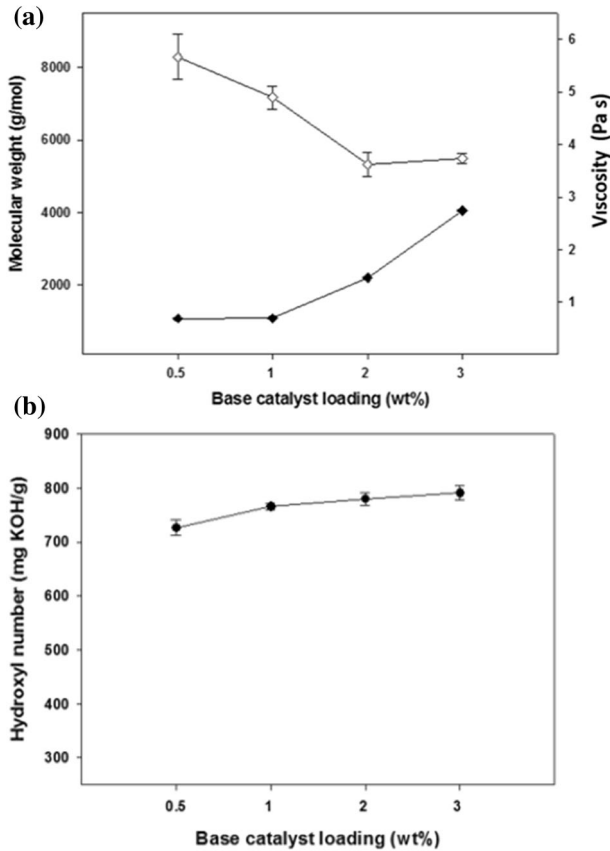 (a)
Molecular weight (g/mol)
8000
6000
4000
2000
6
5
4
3
2
1
Viscosity (Pa s)
0.5 1 2 3
Base catalyst loading (wt%)
(b)
Hydroxyl number (mg KOH/g)
900
800
700
600
500
400
300
0.5 1 2 3
Base catalyst loading (wt%)